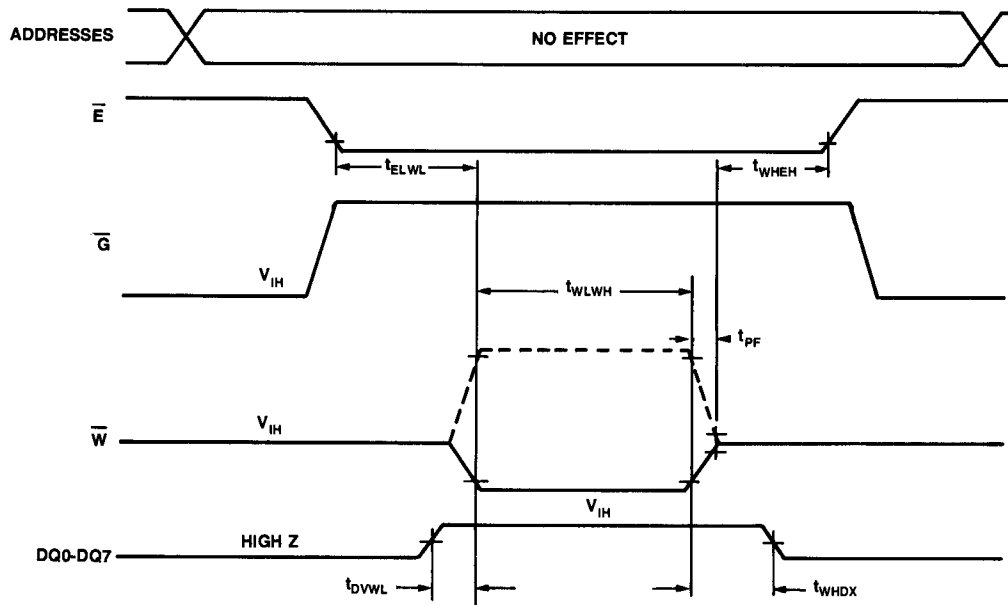 ADDRESSES
NO EFFECT
E
tELWL
tWHEH
G
VIH
tWLWH
tPF
W
VIH
VIH
DQ0-DQ7
HIGH Z
tDVWL
tWHDX